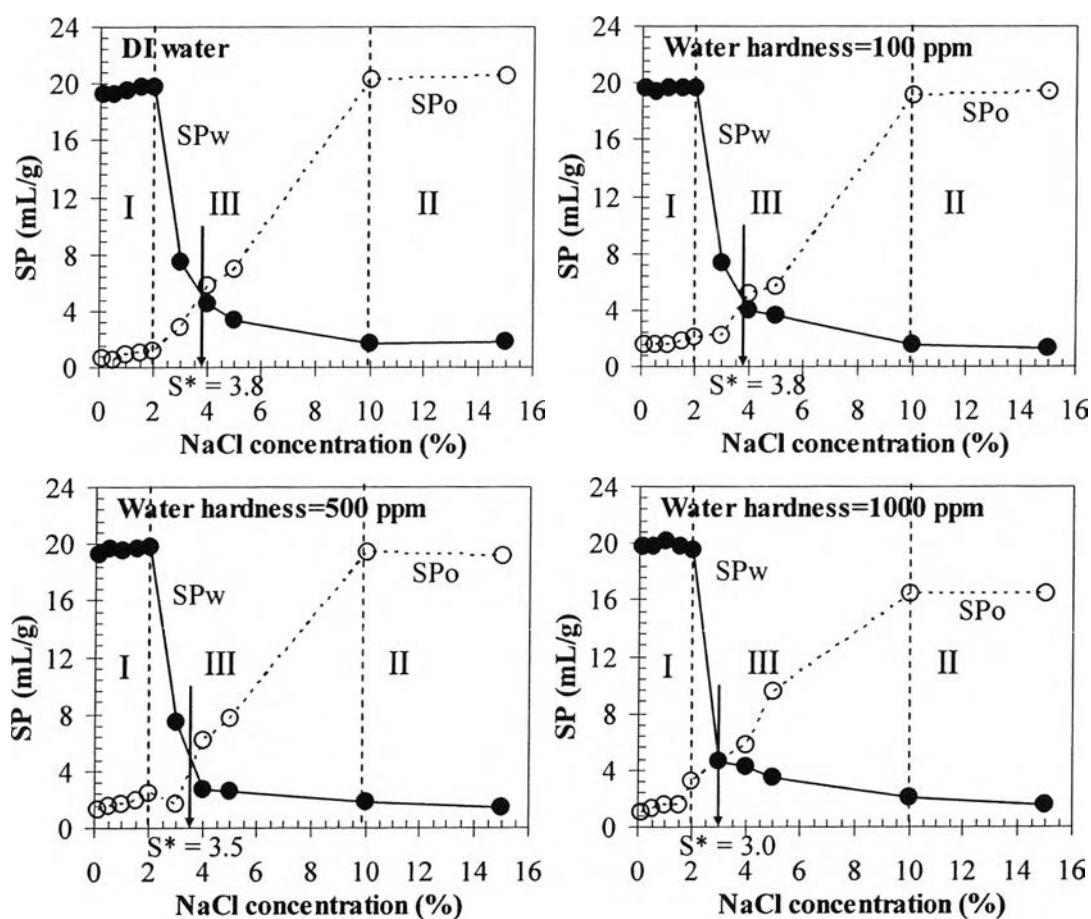 DI water
SP (mL/g)
24
20
16
12
8
4
0
SPw
SPo
I
III
II
0 2 4 6 8 10 12 14 16
S* = 3.8
NaCl concentration (%)
Water hardness=100 ppm
SP (mL/g)
24
20
16
12
8
4
0
SPw
SPo
I
III
II
0 2 4 6 8 10 12 14 16
S* = 3.8
NaCl concentration (%)
Water hardness=500 ppm
SP (mL/g)
24
20
16
12
8
4
0
SPw
SPo
I
III
II
0 2 4 6 8 10 12 14 16
S* = 3.5
NaCl concentration (%)
Water hardness=1000 ppm
SP (mL/g)
24
20
16
12
8
4
0
SPw
SPo
I
III
II
0 2 4 6 8 10 12 14 16
S* = 3.0
NaCl concentration (%)